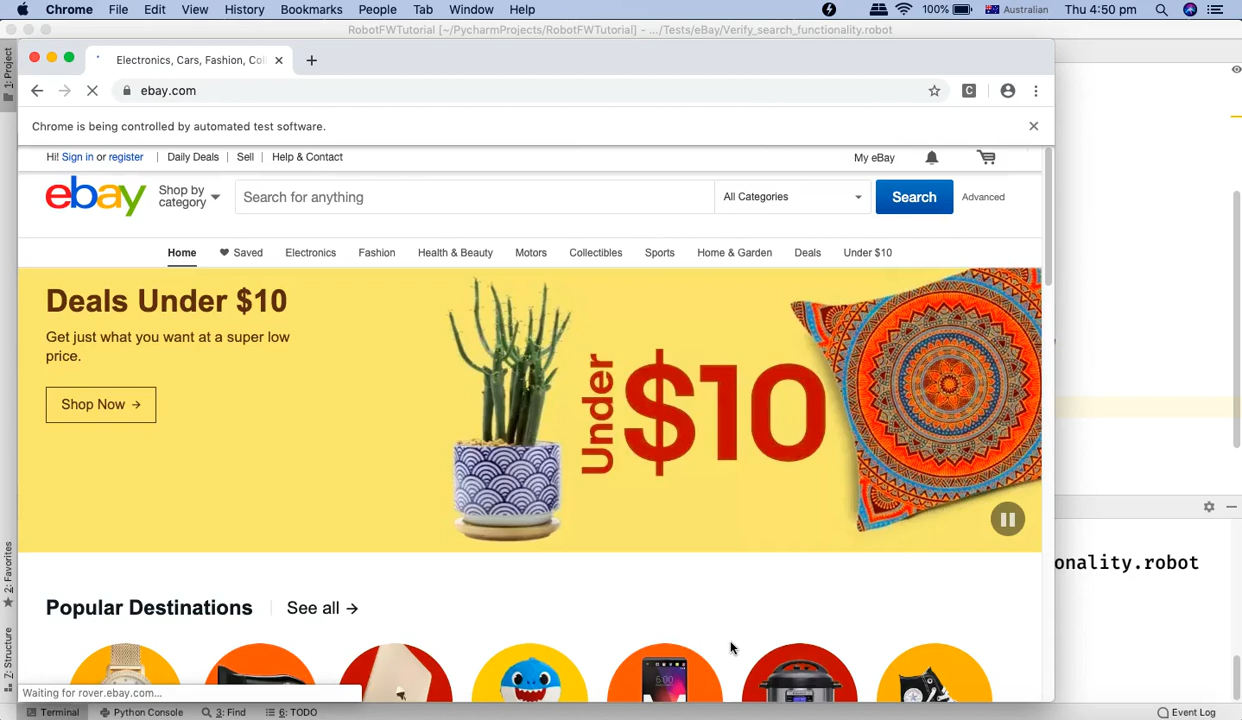 Chrome File Edit View History Bookmarks People Tab Window Help 100% Australian Thu 4:50 pm
RobotFWTutorial [~/PycharmProjects/RobotFWTutorial] - .../Tests/eBay/Verify_search_functionality.robot
1: Project
Electronics, Cars, Fashion, Col
ebay.com
C
Chrome is being controlled by automated test software.
Hi! Sign in or register Daily Deals Sell Help & Contact My eBay
ebay Shop by category Search for anything All Categories Search Advanced
Home Saved Electronics Fashion Health & Beauty Motors Collectibles Sports Home & Garden Deals Under $10
Deals Under $10
Get just what you want at a super low
price.
Shop Now →
Under $10
onality.robot
Popular Destinations See all →
2: Favorites
Z: Structure
6:00
Waiting for rover.ebay.com...
Terminal Python Console 3: Find 6: TODO Event Log